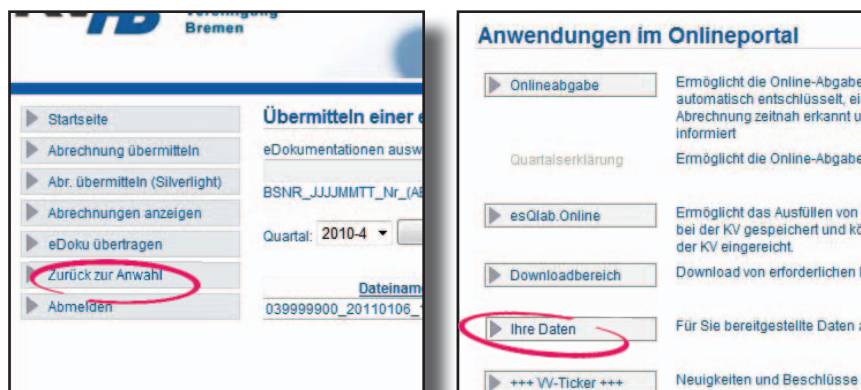 Bremen
Startseite
Abrechnung übermitteln
Abr. übermitteln (Silverlight)
Abrechnungen anzeigen
eDoku übertragen
Zurück zur Anwahl
Abmelden
Übermitteln einer
eDokumentationen ausw
BSNR_JJJJMMTT_Nr_(AB
Quartal: 2010-4
Dateiname
039999900_20110106_
Anwendungen im Onlineportal
Onlineabgabe
Ermöglicht die Online-Abgabe
automatisch entschlüsselt, ei
Abrechnung zeitnah erkannt u
informiert
Quartalserklärung
Ermöglicht die Online-Abgabe
esQlab.Online
Ermöglicht das Ausfüllen von
bei der KV gespeichert und kö
der KV eingereicht.
Downloadbereich
Download von erforderlichen
Ihre Daten
Für Sie bereitgestellte Daten
+++ VV-Ticker +++
Neuigkeiten und Beschlüsse